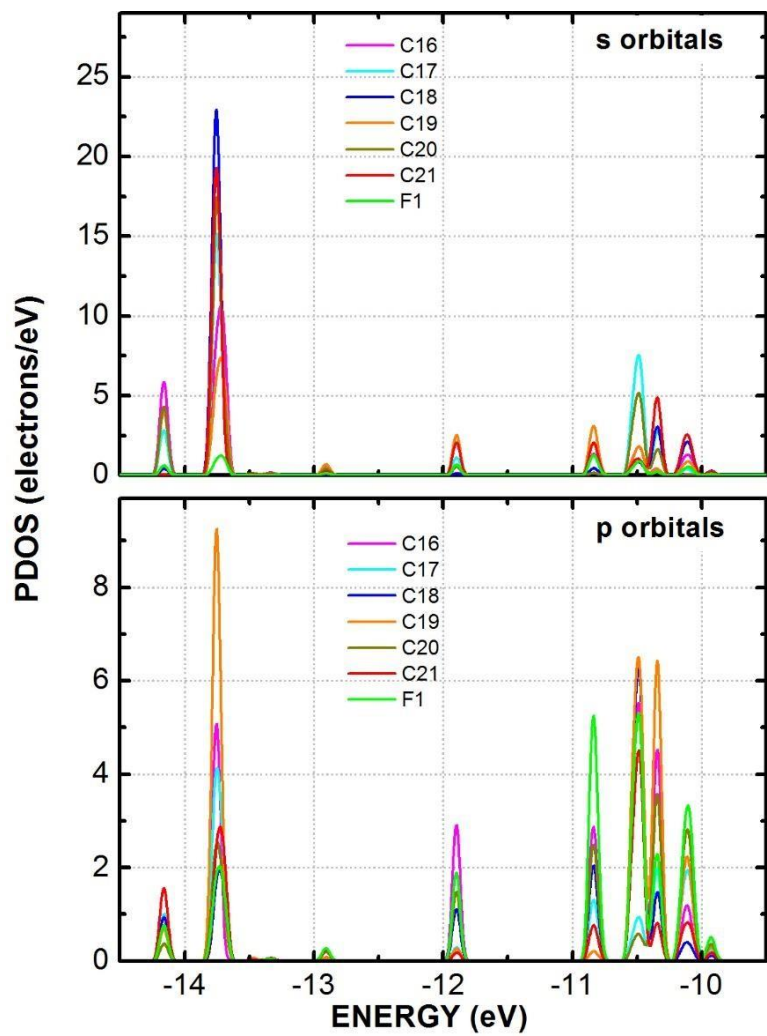 s orbitals
25
20
15
10
5
0
C16
C17
C18
C19
C20
C21
F1
PDOS (electrons/eV)
p orbitals
8
6
4
2
0
C16
C17
C18
C19
C20
C21
F1
-14 -13 -12 -11 -10
ENERGY (eV)